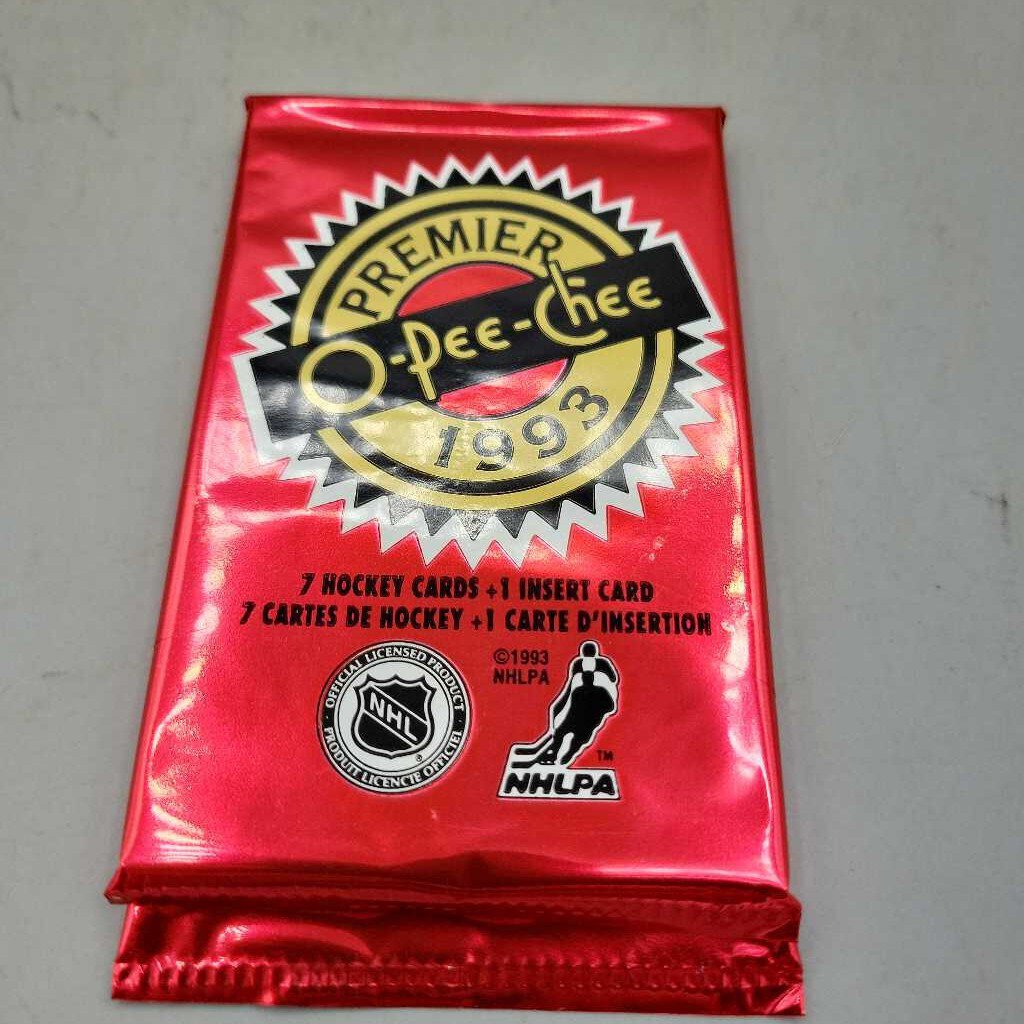 PREMIER
O-Pee-Chee
1993
7 HOCKEY CARDS +1 INSERT CARD
7 CARTES DE HOCKEY +1 CARTE D'INSERTION
OFFICIAL LICENSED PRODUCT
NHL
®
PRODUIT LICENCIE OFFICIEL
©1993
NHLPA
TM
NHLPA